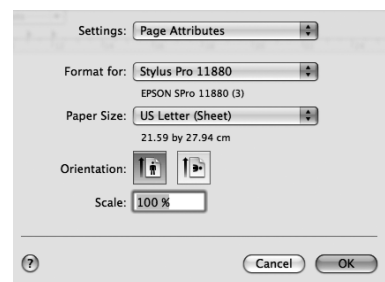 Settings: Page Attributes
Format for: Stylus Pro 11880
EPSON SPro 11880 (3)
Paper Size: US Letter (Sheet)
21.59 by 27.94 cm
Orientation:
Scale: 100 %
? Cancel OK